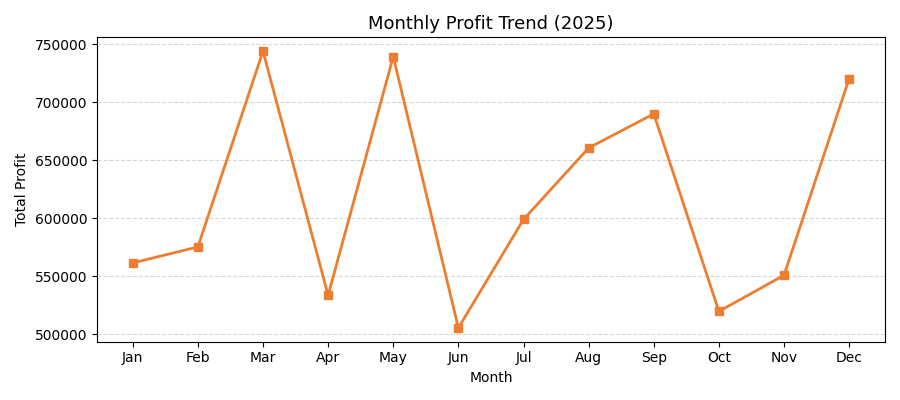 Monthly Profit Trend (2025)
750000
700000
650000
600000
550000
500000
Total Profit
Jan Feb Mar Apr May Jun Jul Aug Sep Oct Nov Dec
Month